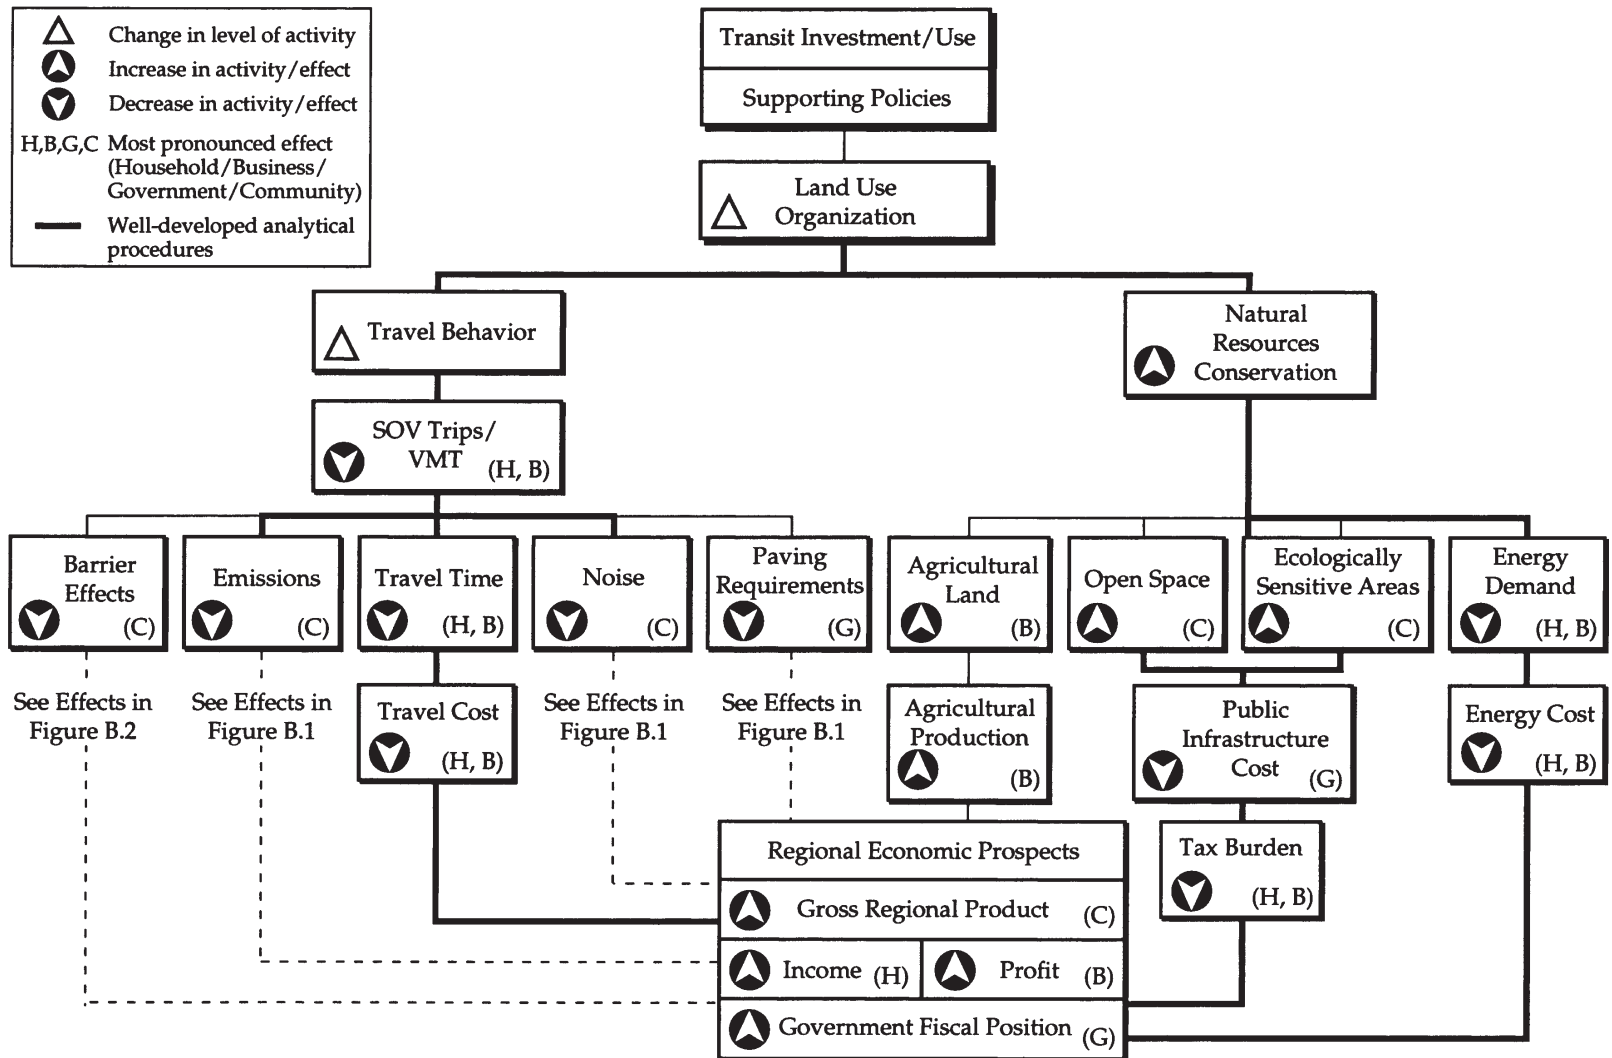 Change in level of activity
Increase in activity/effect
Decrease in activity/effect
H,B,G,C Most pronounced effect
(Household/Business/
Government/Community)
Well-developed analytical
procedures
Transit Investment/Use
Supporting Policies
Land Use
Organization
Travel Behavior
Natural
Resources
Conservation
SOV Trips/
VMT
(H, B)
Barrier
Effects
(C)
Emissions
(C)
Travel Time
(H, B)
Noise
(C)
Paving
Requirements
(G)
Agricultural
Land
(B)
Open Space
(C)
Ecologically
Sensitive Areas
(C)
Energy
Demand
(H, B)
See Effects in
Figure B.2
See Effects in
Figure B.1
Travel Cost
(H, B)
See Effects in
Figure B.1
See Effects in
Figure B.1
Agricultural
Production
(B)
Public
Infrastructure
Cost
(G)
Energy Cost
(H, B)
Regional Economic Prospects
Gross Regional Product (C)
Income (H)
Profit (B)
Government Fiscal Position (G)
Tax Burden
(H, B)